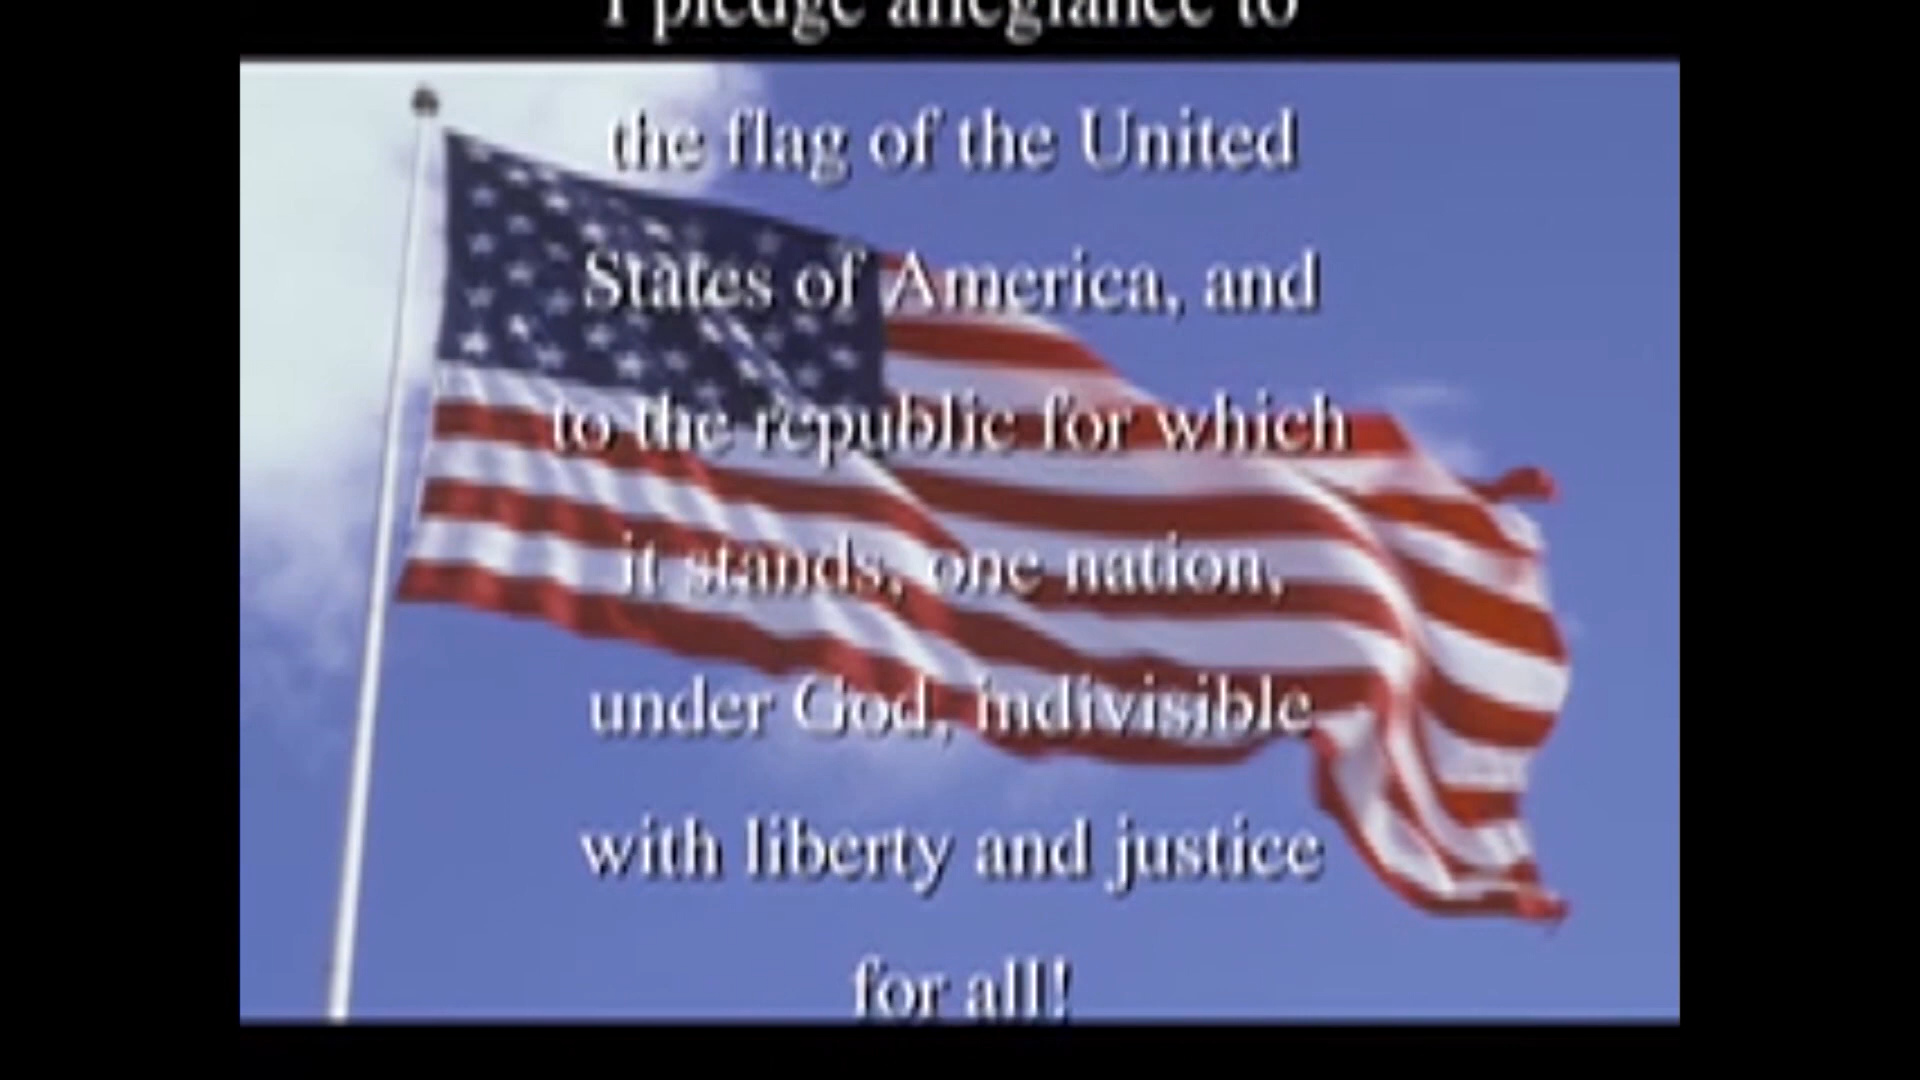 I pledge allegiance to
the flag of the United
States of America, and
to the republic for which
it stands, one nation,
under God, indivisible
with liberty and justice
for all!